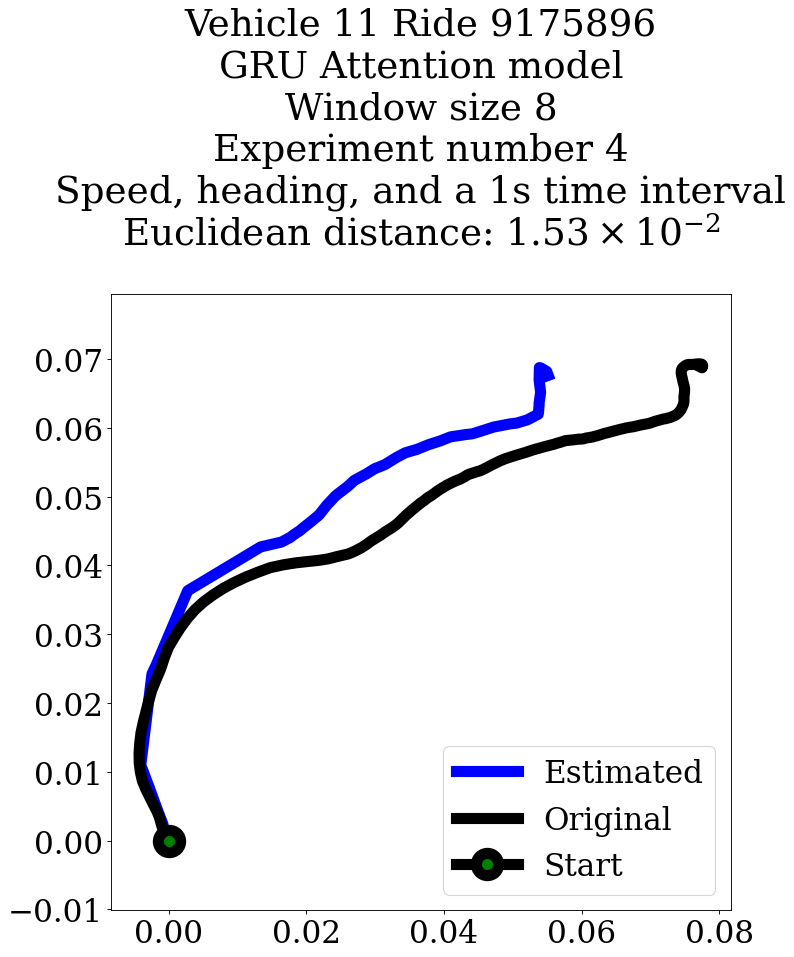 Vehicle 11 Ride 9175896
GRU Attention model
Window size 8
Experiment number 4
Speed, heading, and a 1s time interval
Euclidean distance: 1.53 × 10⁻²
0.07
0.06
0.05
0.04
0.03
0.02
0.01
0.00
−0.01
Estimated
Original
Start
0.00 0.02 0.04 0.06 0.08